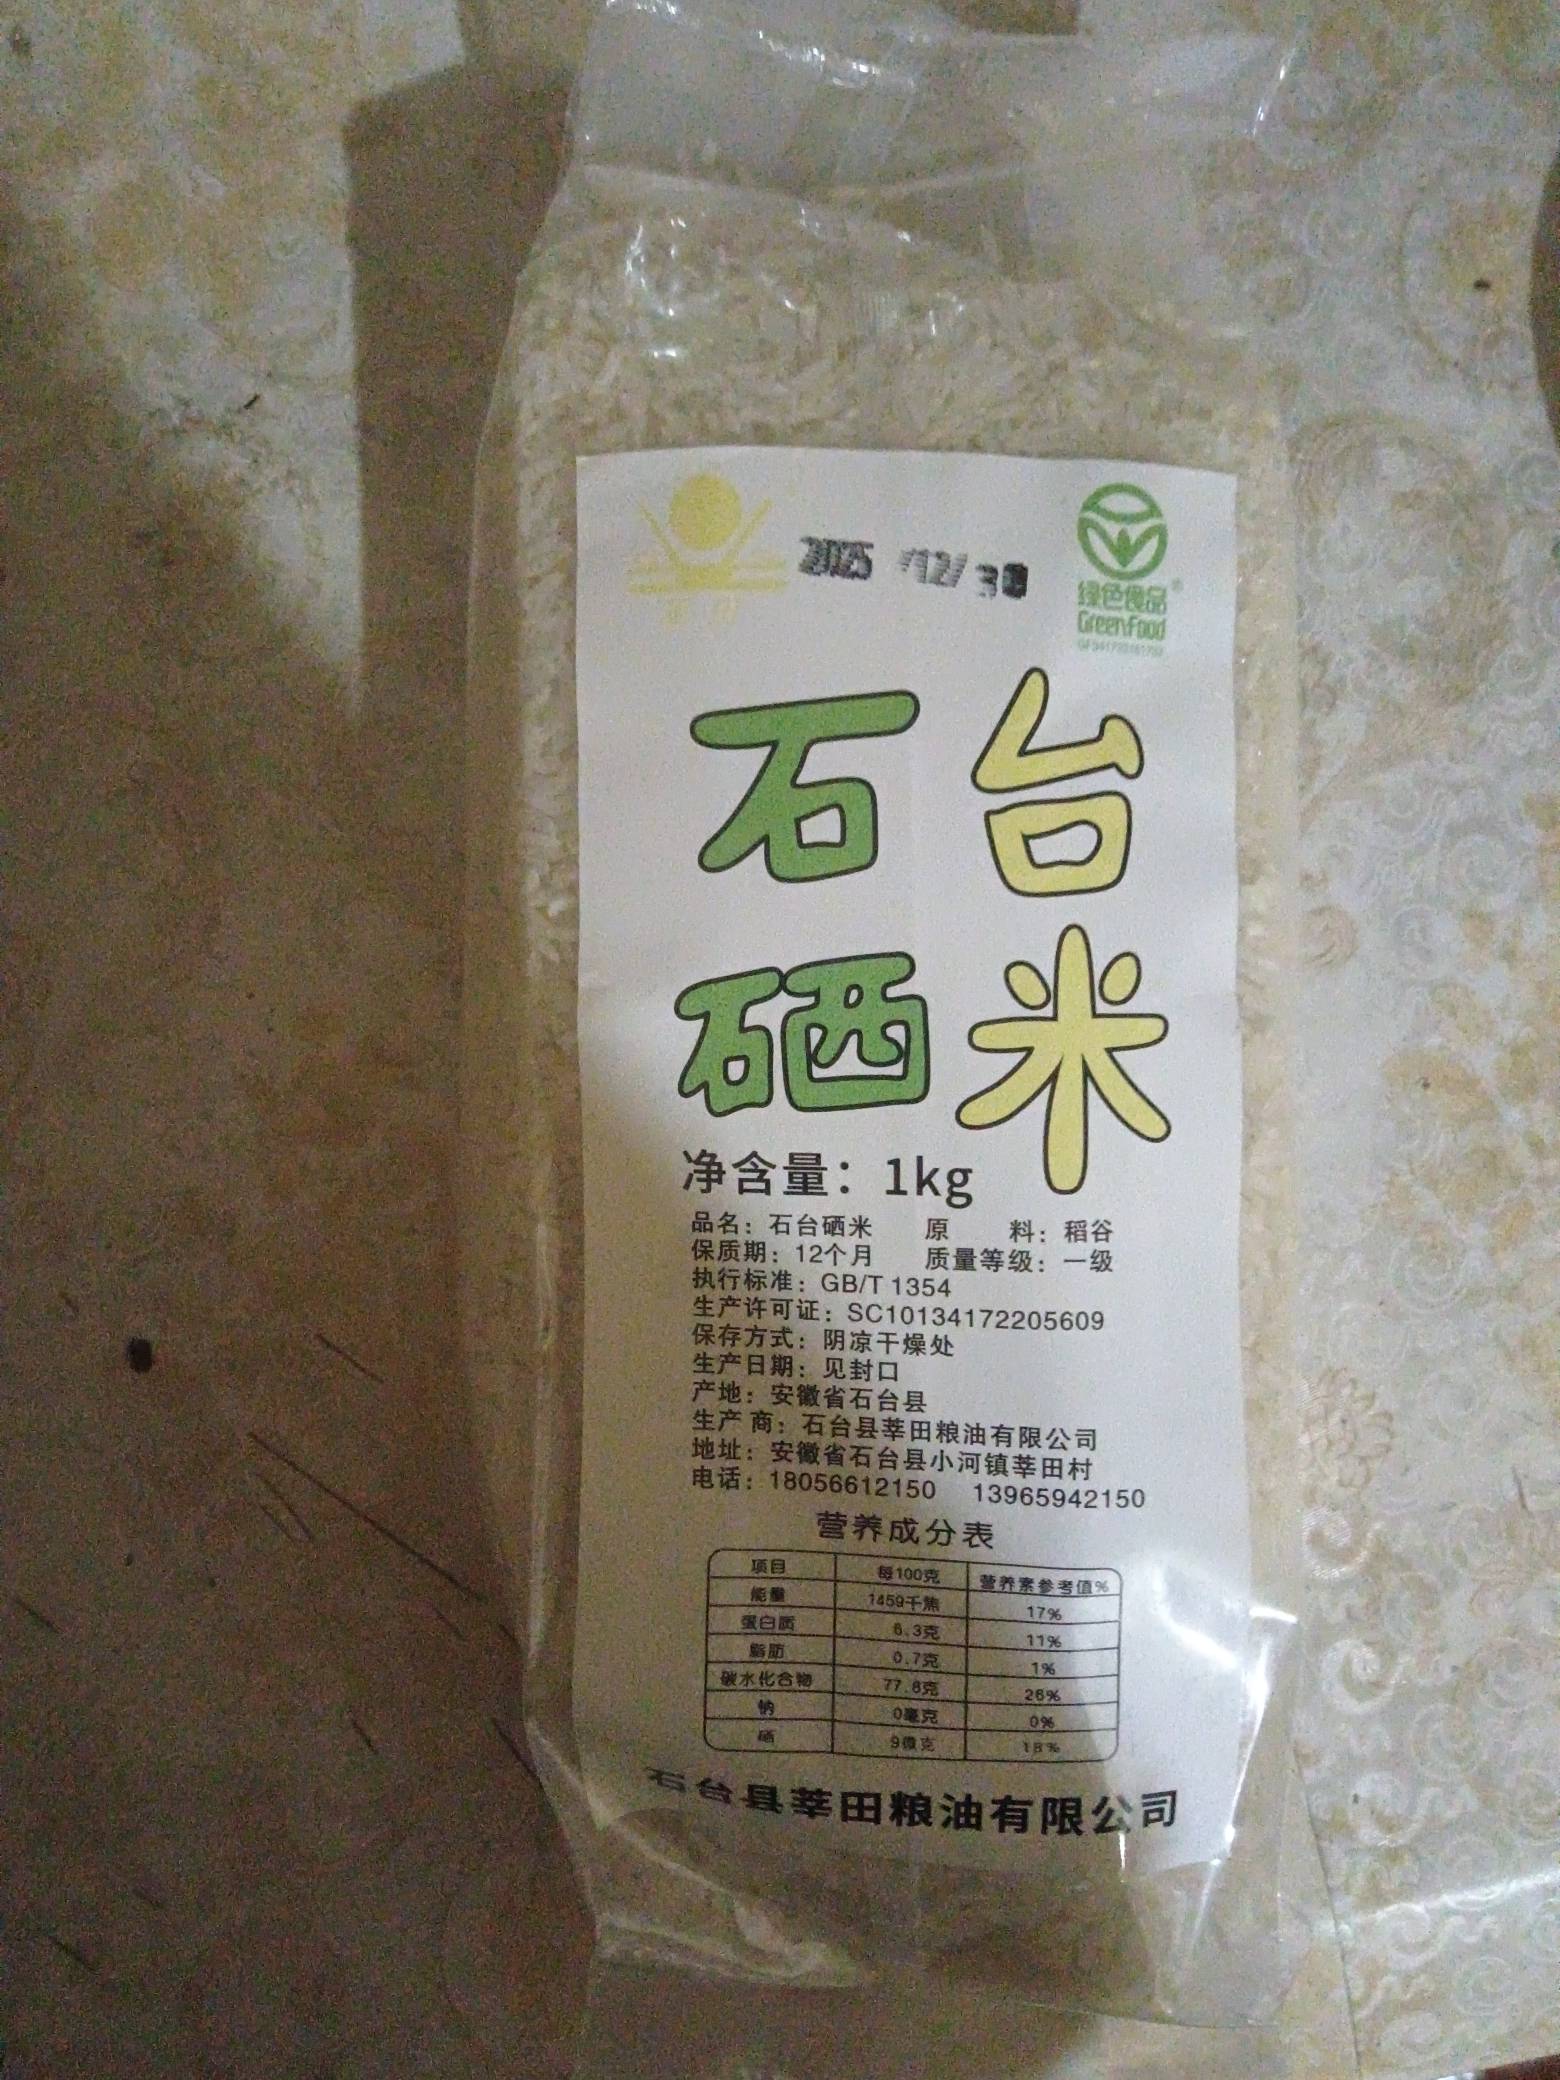 2025 /12/ 30
绿色食品®
Green Food
石台
硒米
净含量：1kg
品名：石台硒米 原 料：稻谷
保质期：12个月 质量等级：一级
执行标准：GB/T 1354
生产许可证：SC10134172205609
保存方式：阴凉干燥处
生产日期：见封口
产地：安徽省石台县
生产 商：石台县莘田粮油有限公司
地址：安徽省石台县小河镇莘田村
电话：18056612150 13965942150
营养成分表
项目 每100克 营养素参考值%
能量 1459千焦 17%
蛋白质 6.3克 11%
脂肪 0.7克 1%
碳水化合物 77.8克 26%
钠 0毫克 0%
硒 9微克 18%
石台县莘田粮油有限公司